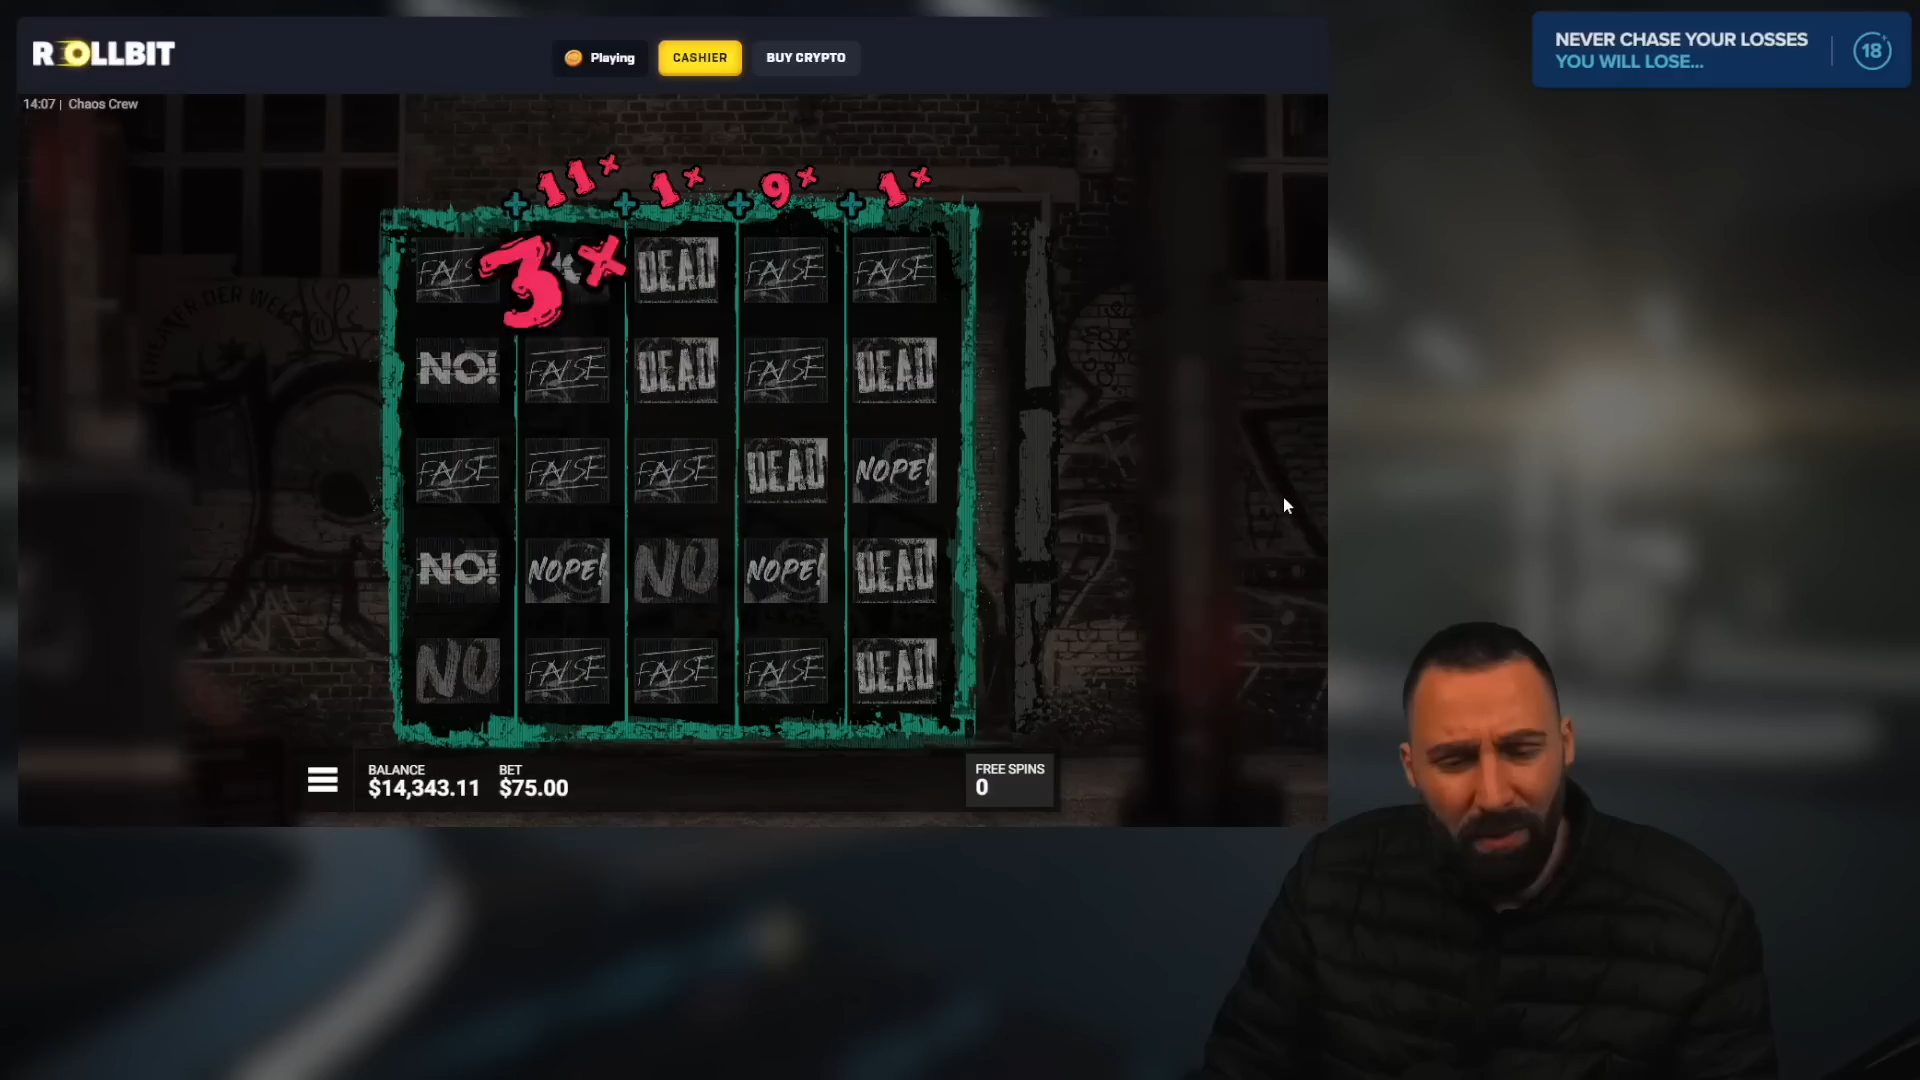 ROLLBIT
Playing
CASHIER
BUY CRYPTO
NEVER CHASE YOUR LOSSES
YOU WILL LOSE...
18+
14:07 | Chaos Crew
+ 11x + 1x + 9x + 1x
3x
FALSE DEAD FALSE FALSE
NO! FALSE DEAD FALSE DEAD
FALSE FALSE FALSE DEAD NOPE!
NO! NOPE! NO NOPE! DEAD
NO FALSE FALSE FALSE DEAD
BALANCE
$14,343.11
BET
$75.00
FREE SPINS
0